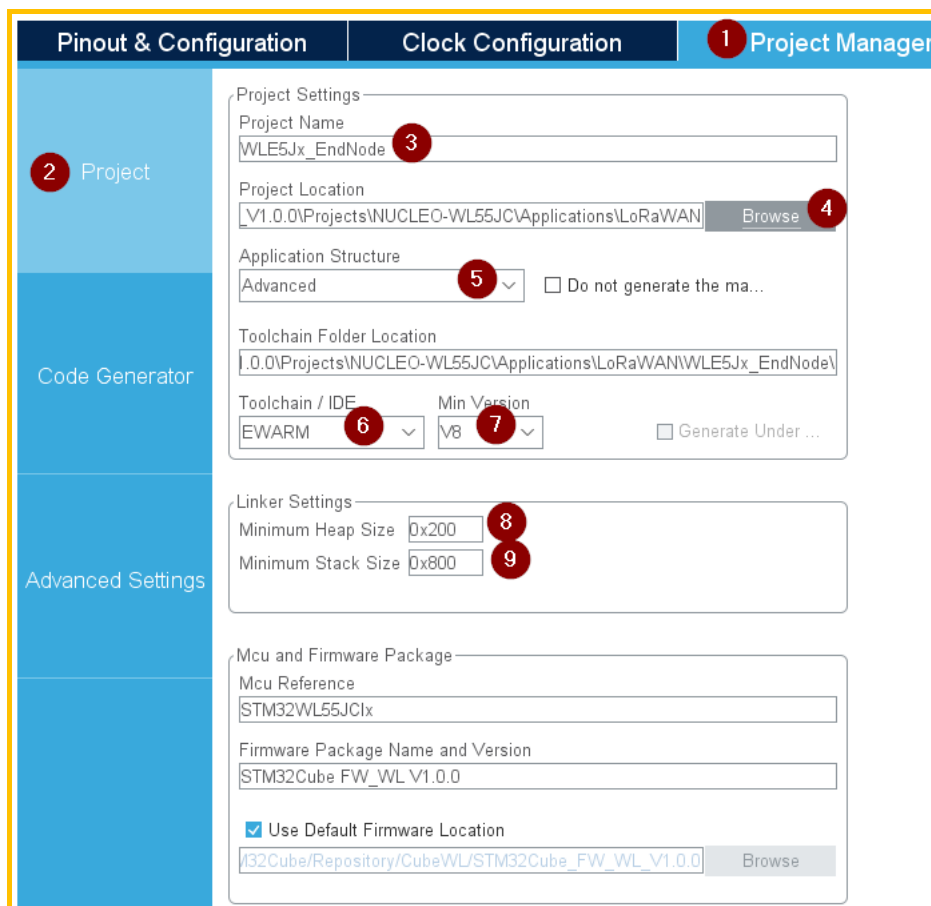 Pinout & Configuration Clock Configuration 1 Project Manager
Project Settings
Project Name
WLE5Jx_EndNode 3
2 Project
Project Location
_V1.0.0\Projects\NUCLEO-WL55JC\Applications\LoRaWAN Browse 4
Application Structure
Advanced 5 Do not generate the ma...
Toolchain Folder Location
.0.0\Projects\NUCLEO-WL55JC\Applications\LoRaWAN\WLE5Jx_EndNode\
Code Generator
Toolchain / IDE Min Version
EWARM 6 V8 7 Generate Under ...
Linker Settings
Minimum Heap Size 0x200 8
Minimum Stack Size 0x800 9
Advanced Settings
Mcu and Firmware Package
Mcu Reference
STM32WL55JCIx
Firmware Package Name and Version
STM32Cube FW_WL V1.0.0
Use Default Firmware Location
M32Cube/Repository/CubeWL/STM32Cube_FW_WL_V1.0.0 Browse